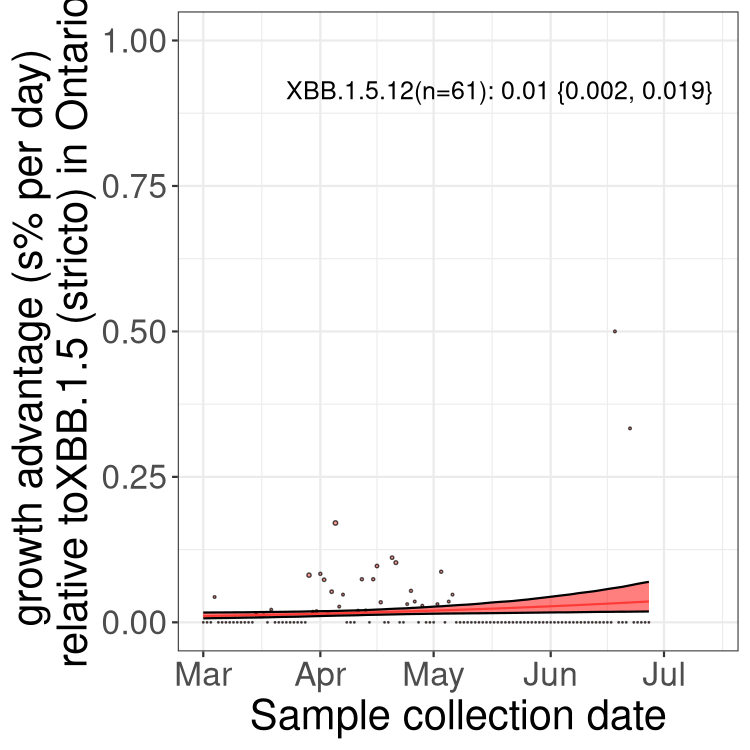 growth advantage (s% per day)
relative toXBB.1.5 (stricto) in Ontario
1.00
0.75
0.50
0.25
0.00
XBB.1.5.12(n=61): 0.01 {0.002, 0.019}
Mar
Apr
May
Jun
Jul
Sample collection date